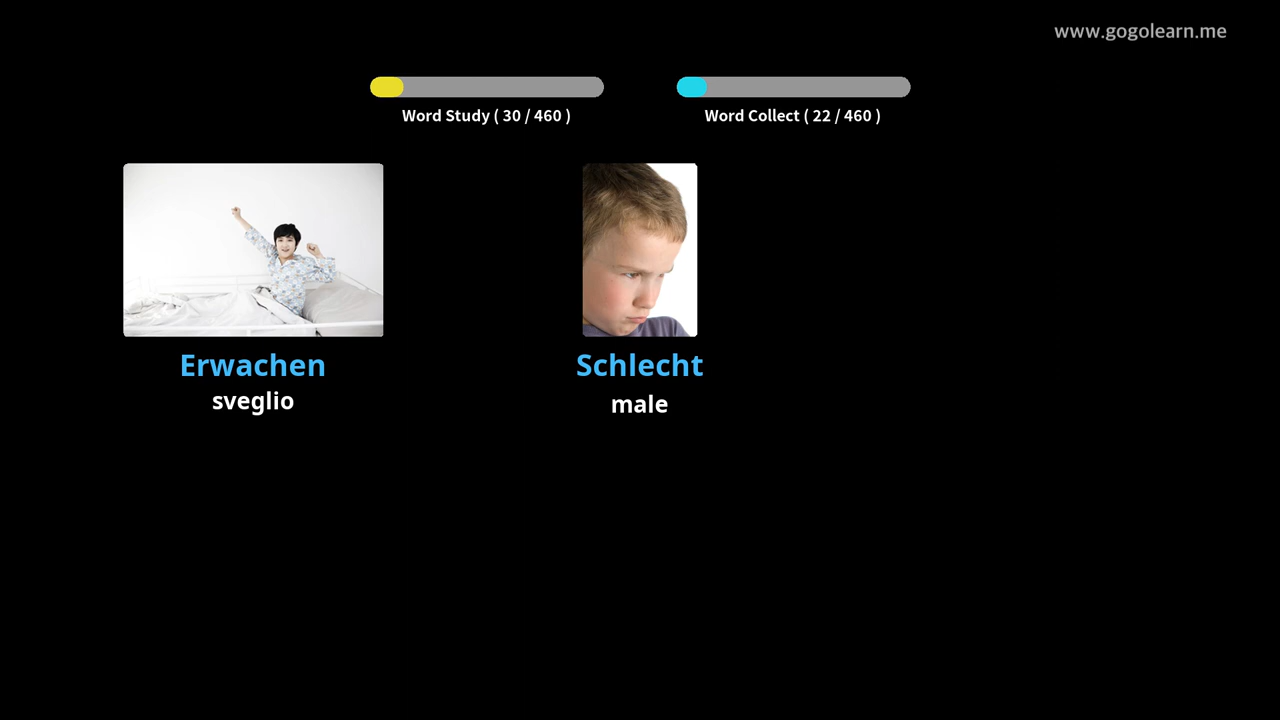 www.gogolearn.me
Word Study ( 30 / 460 )
Word Collect ( 22 / 460 )
Erwachen
sveglio
Schlecht
male